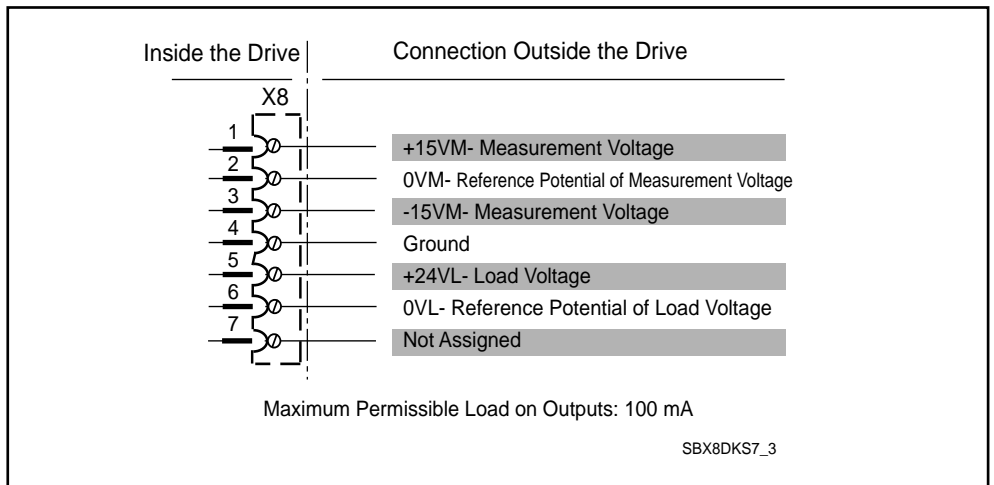 Inside the Drive
Connection Outside the Drive
X8
1
+15VM- Measurement Voltage
2
0VM- Reference Potential of Measurement Voltage
3
-15VM- Measurement Voltage
4
Ground
5
+24VL- Load Voltage
6
0VL- Reference Potential of Load Voltage
7
Not Assigned
Maximum Permissible Load on Outputs: 100 mA
SBX8DKS7_3